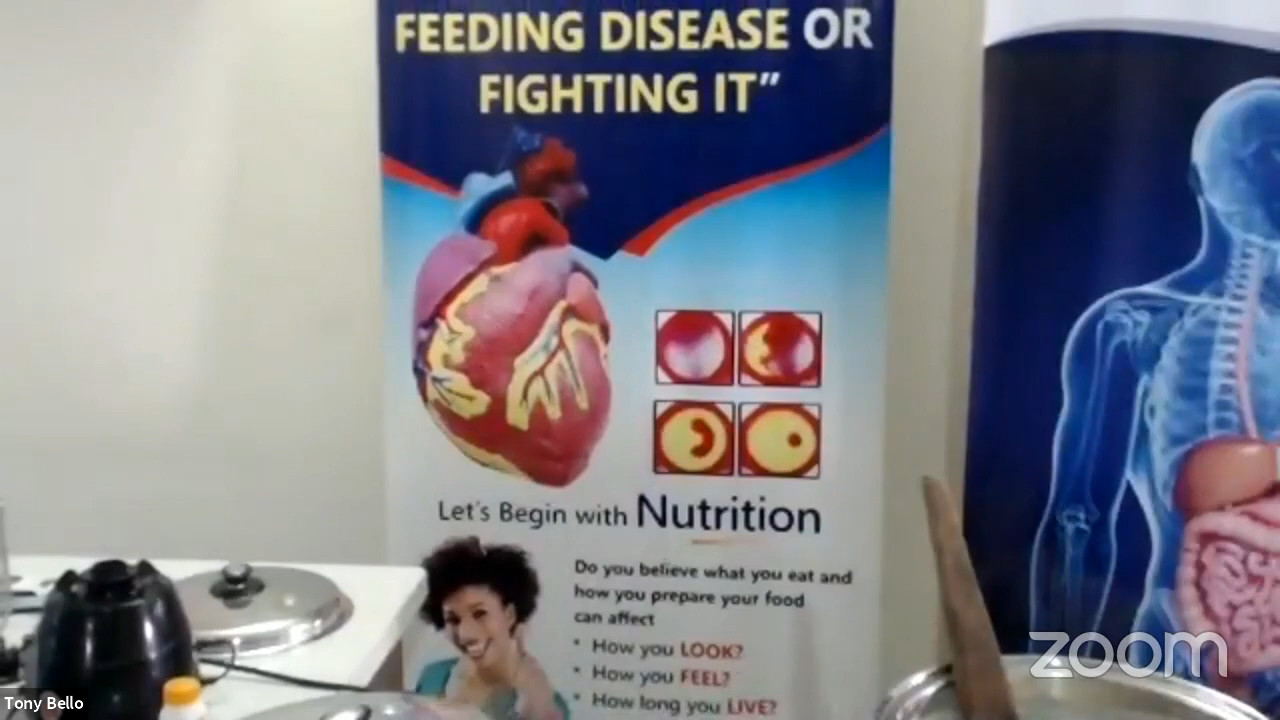 FEEDING DISEASE OR
FIGHTING IT”
Let's Begin with Nutrition
Do you believe what you eat and
how you prepare your food
can affect
• How you LOOK?
• How you FEEL?
• How long you LIVE?
zoom
Tony Bello